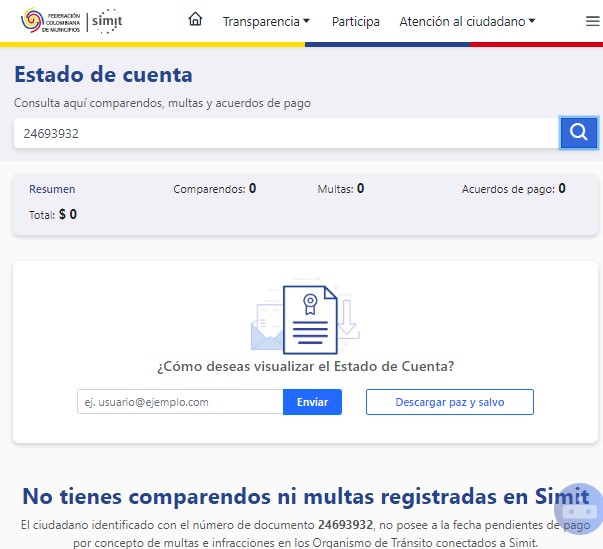 FEDERACIÓN
COLOMBIANA
DE MUNICIPIOS
simit
Transparencia Participa Atención al ciudadano
Estado de cuenta
Consulta aquí comparendos, multas y acuerdos de pago
24693932
Resumen Comparendos: 0 Multas: 0 Acuerdos de pago: 0
Total: $ 0
¿Cómo deseas visualizar el Estado de Cuenta?
ej. usuario@ejemplo.com Enviar Descargar paz y salvo
No tienes comparendos ni multas registradas en Simit
El ciudadano identificado con el número de documento 24693932, no posee a la fecha pendientes de pago
por concepto de multas e infracciones en los Organismo de Tránsito conectados a Simit.